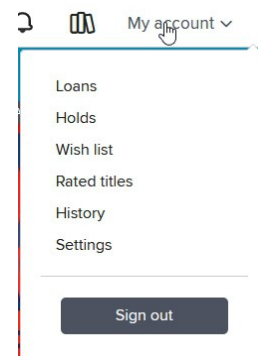 My account
Loans
Holds
Wish list
Rated titles
History
Settings
Sign out